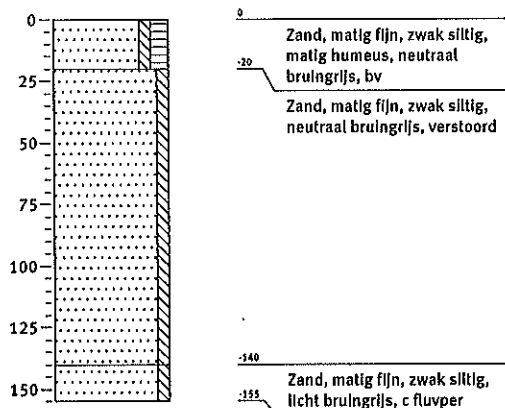 0
25
50
75
100
125
150
0
Zand, matig fijn, zwak siltig,
matig humeus, neutraal
bruingrijs, bv
-20
Zand, matig fijn, zwak siltig,
neutraal bruingrijs, verstoord
-140
Zand, matig fijn, zwak siltig,
licht bruingrijs, c fluvper
-155